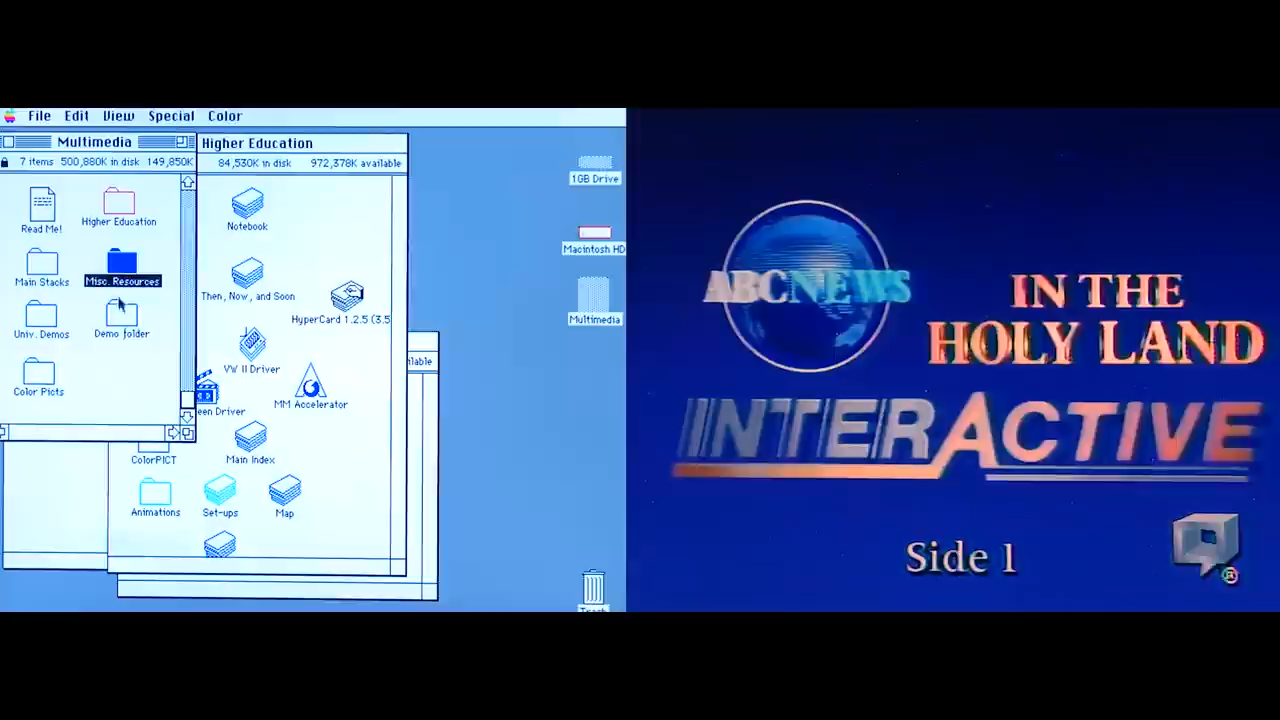 File Edit View Special Color
Multimedia
7 items 500,880K in disk 149,850K
Read Me!
Higher Education
Main Stacks
Misc. Resources
Univ. Demos
Demo folder
Color Picts
Higher Education
84,530K in disk 972,378K available
Notebook
Then, Now, and Soon
HyperCard 1.2.5 (3.5
VW II Driver
een Driver
MM Accelerator
ColorPICT
Main Index
Animations
Set-ups
Map
ilable
1GB Drive
Macintosh HD
Multimedia
Trash
ABCNEWS
IN THE
HOLY LAND
INTERACTIVE
Side 1
®